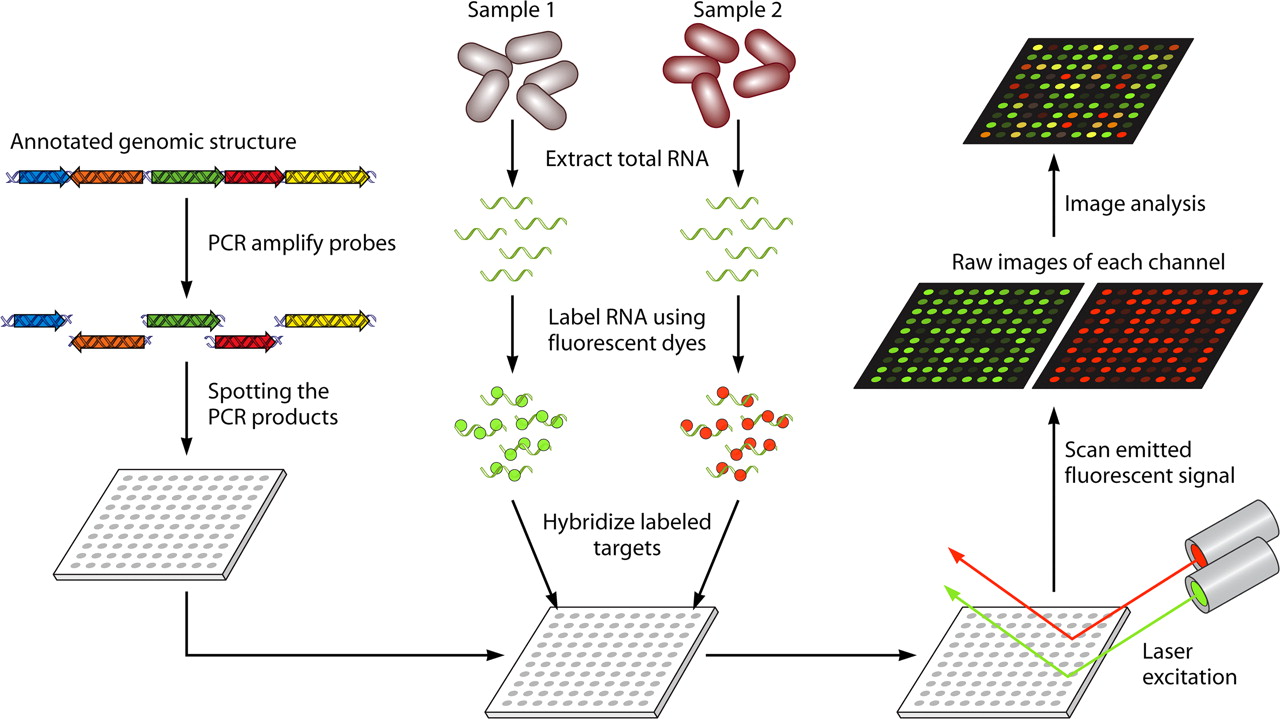 Sample 1
Sample 2
Annotated genomic structure
Extract total RNA
PCR amplify probes
Label RNA using
fluorescent dyes
Spotting the
PCR products
Hybridize labeled
targets
Image analysis
Raw images of each channel
Scan emitted
fluorescent signal
Laser
excitation